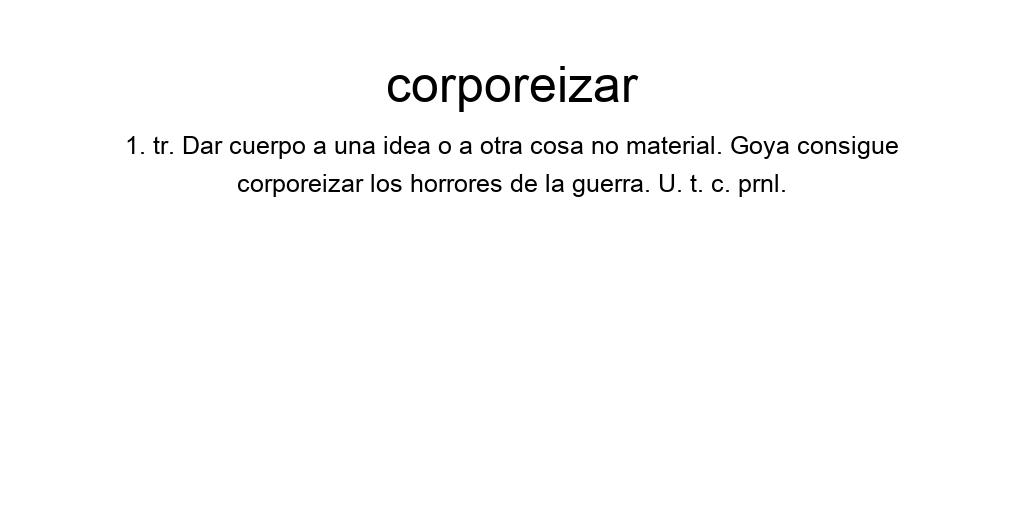 corporeizar
1. tr. Dar cuerpo a una idea o a otra cosa no material. Goya consigue
corporeizar los horrores de la guerra. U. t. c. prnl.